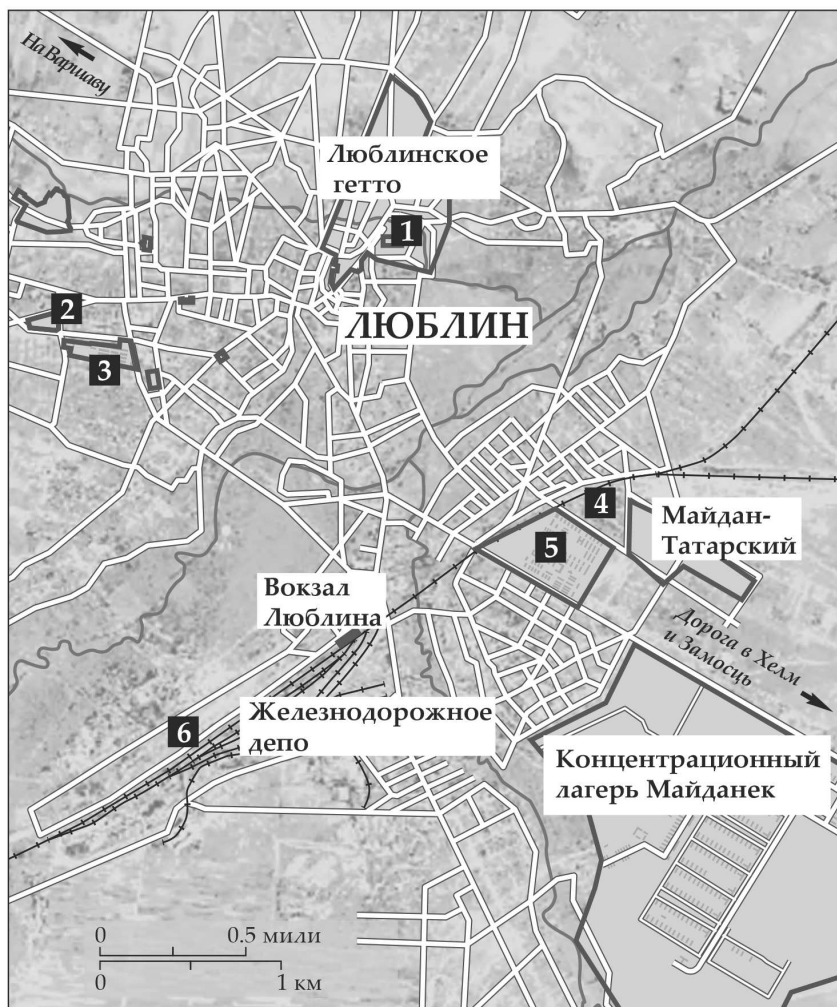 На Варшаву
Люблинское
гетто
1
2
ЛЮБЛИН
3
4
Майдан-
Татарский
5
Вокзал
Люблина
Дорога в Хелм
и Замосць
6
Железнодорожное
депо
Концентрационный
лагерь Майданек
0 0.5 мили
0 1 км